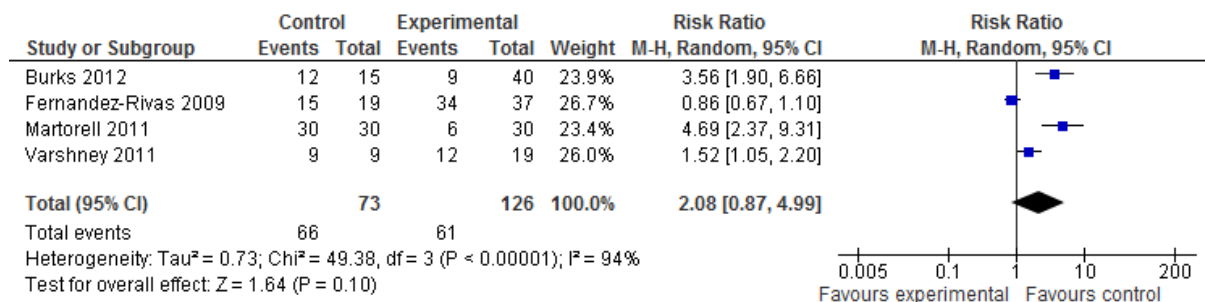 Control Experimental Risk Ratio Risk Ratio
Study or Subgroup Events Total Events Total Weight M-H, Random, 95% CI M-H, Random, 95% CI
Burks 2012 12 15 9 40 23.9% 3.56 [1.90, 6.66]
Fernandez-Rivas 2009 15 19 34 37 26.7% 0.86 [0.67, 1.10]
Martorell 2011 30 30 6 30 23.4% 4.69 [2.37, 9.31]
Varshney 2011 9 9 12 19 26.0% 1.52 [1.05, 2.20]
Total (95% CI) 73 126 100.0% 2.08 [0.87, 4.99]
Total events 66 61
Heterogeneity: Tau² = 0.73; Chi² = 49.38, df = 3 (P < 0.00001); I² = 94%
Test for overall effect: Z = 1.64 (P = 0.10)
0.005 0.1 1 10 200
Favours experimental Favours control